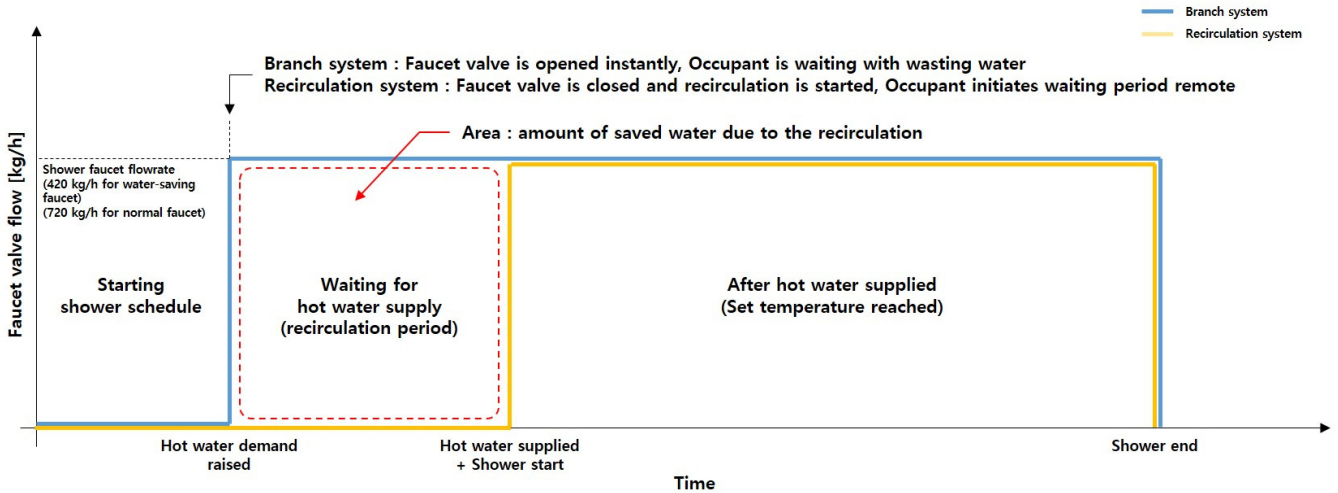 Branch system
Recirculation system
Branch system : Faucet valve is opened instantly, Occupant is waiting with wasting water
Recirculation system : Faucet valve is closed and recirculation is started, Occupant initiates waiting period remote
Area : amount of saved water due to the recirculation
Faucet valve flow [kg/h]
Shower faucet flowrate
(420 kg/h for water-saving
faucet)
(720 kg/h for normal faucet)
Starting
shower schedule
Waiting for
hot water supply
(recirculation period)
After hot water supplied
(Set temperature reached)
Hot water demand
raised
Hot water supplied
+ Shower start
Shower end
Time